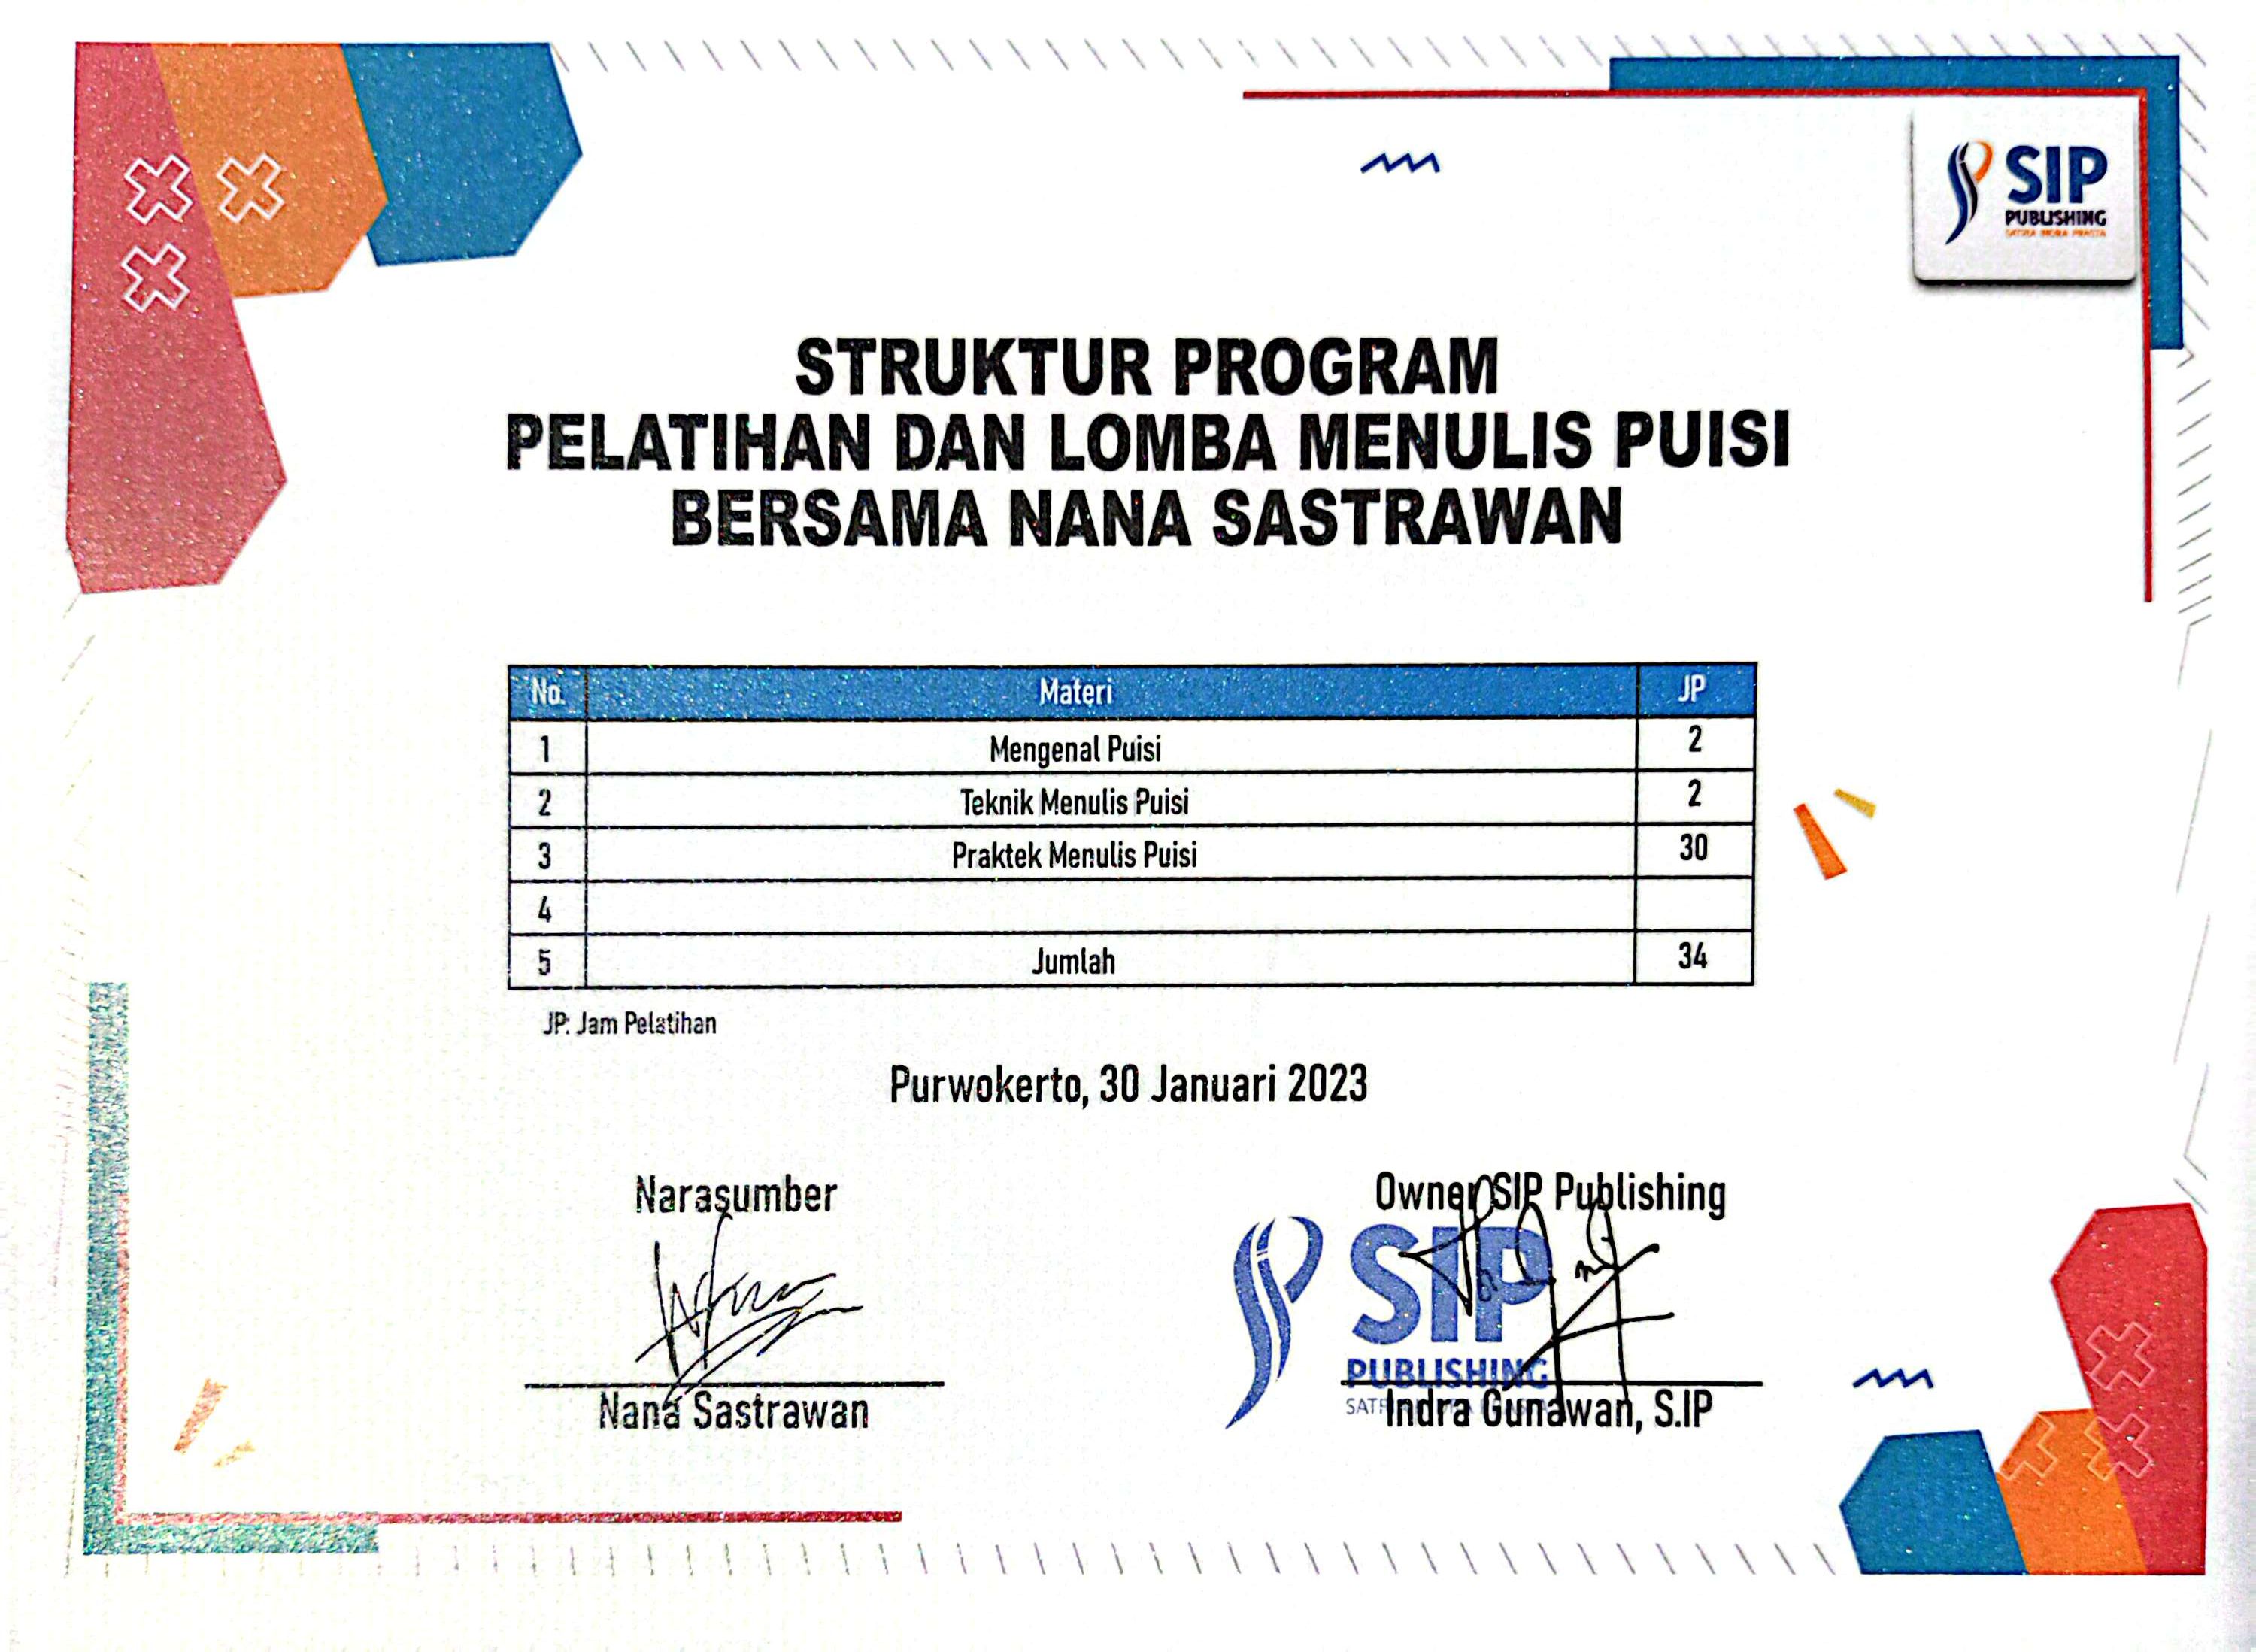 SIP
PUBLISHING
SATRIA INDRA PRASTA
STRUKTUR PROGRAM
PELATIHAN DAN LOMBA MENULIS PUISI
BERSAMA NANA SASTRAWAN
No. Materi JP
1 Mengenal Puisi 2
2 Teknik Menulis Puisi 2
3 Praktek Menulis Puisi 30
4
5 Jumlah 34
JP: Jam Pelatihan
Purwokerto, 30 Januari 2023
Narasumber
Nana Sastrawan
Owner SIP Publishing
SIP
PUBLISHING
Indra Gunawan, S.IP